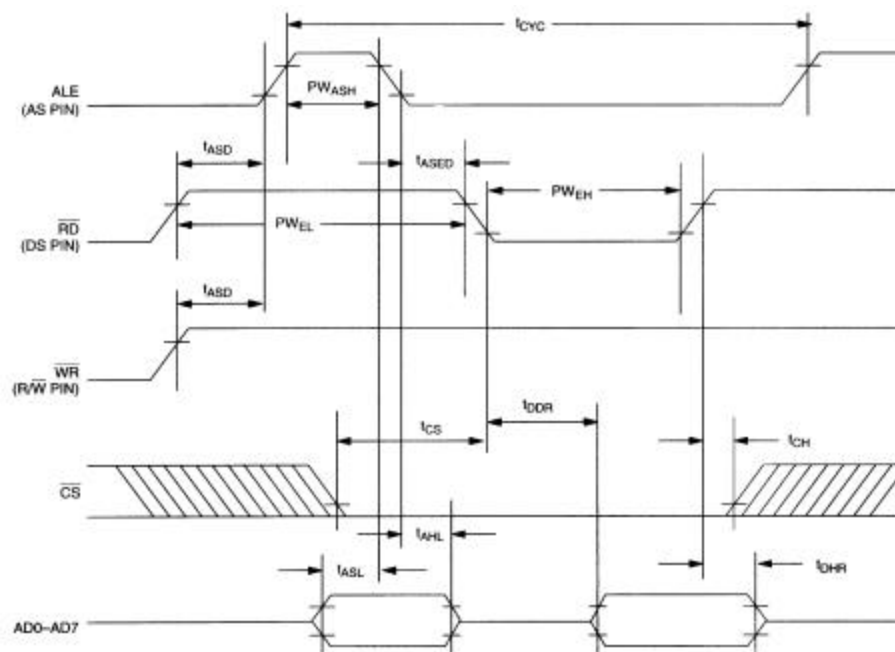 tCYC
ALE
(AS PIN)
PWASH
tASD
tASED
RD
(DS PIN)
PWEL
PWEH
tASD
WR
(R/W PIN)
tDDR
tCS
tCH
CS
tAHL
tASL
tDHR
AD0–AD7